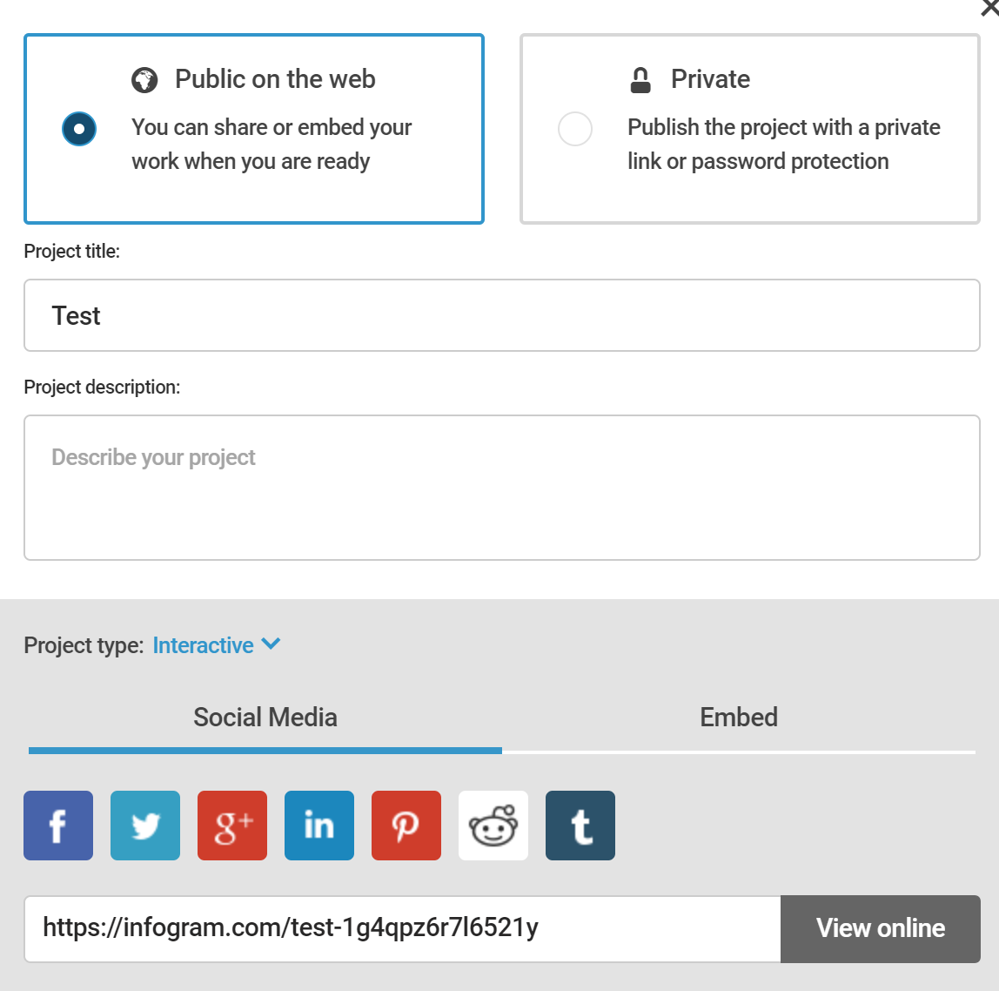 Public on the web
You can share or embed your
work when you are ready
Private
Publish the project with a private
link or password protection
Project title:
Test
Project description:
Describe your project
Project type: Interactive
Social Media
Embed
f
g+
in
t
https://infogram.com/test-1g4qpz6r7l6521y
View online